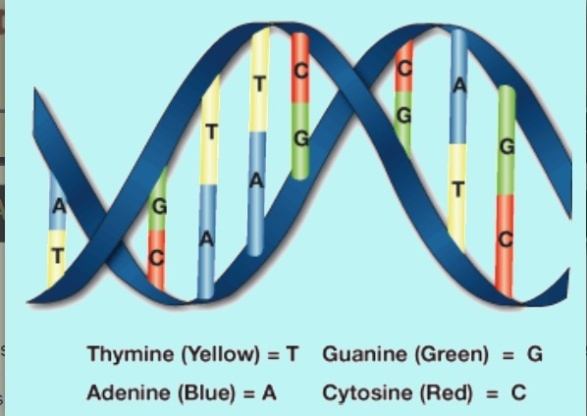 A T
G C
T A
T A
C G
C G
A T
G C
Thymine (Yellow) = T Guanine (Green) = G
Adenine (Blue) = A Cytosine (Red) = C